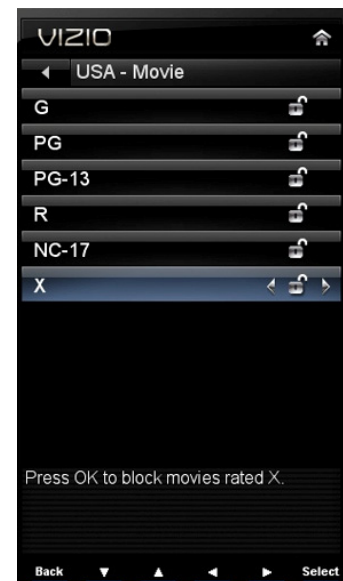 VIZIO
USA - Movie
G
PG
PG-13
R
NC-17
X
Press OK to block movies rated X.
Back Select